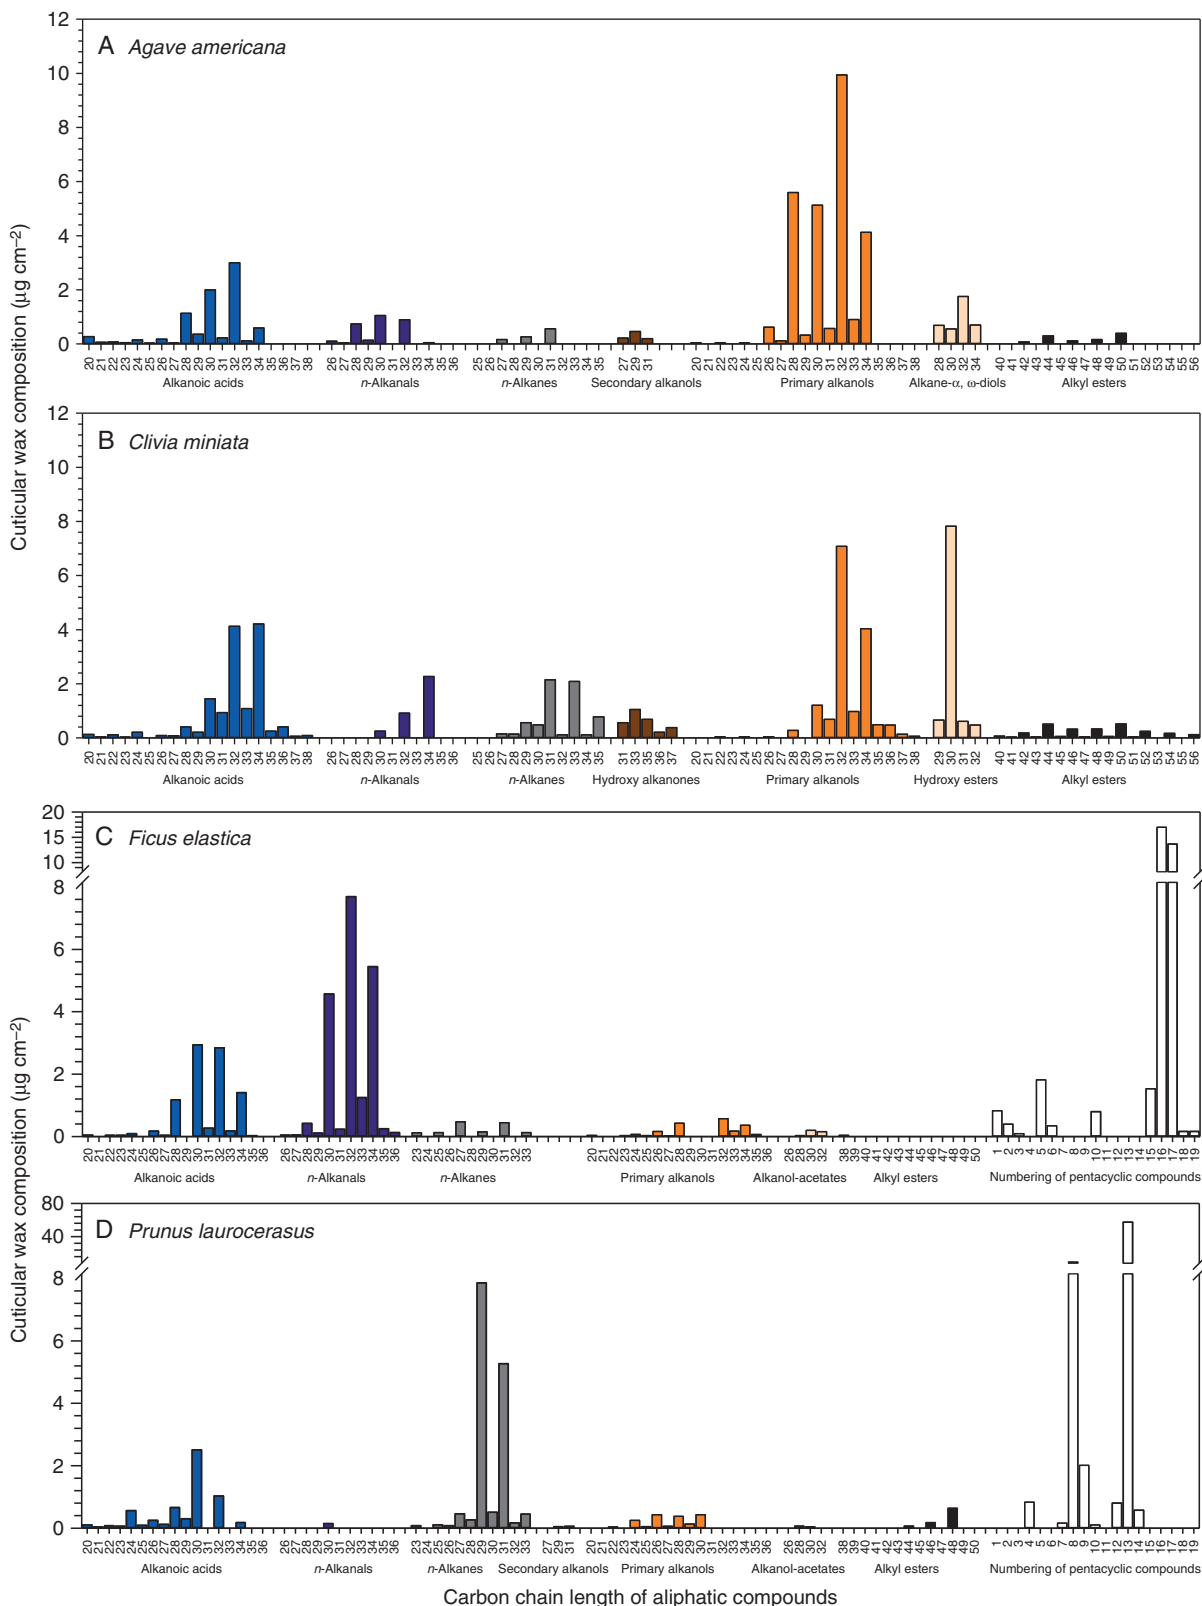 12
10
8
6
4
2
0
A Agave americana
20 21 22 23 24 25 26 27 28 29 30 31 32 33 34 35 36 37 38 26 27 28 29 30 31 32 33 34 35 36 25 26 27 28 29 30 31 32 33 34 35 27 29 31 20 21 22 23 24 25 26 27 28 29 30 31 32 33 34 35 36 37 38 28 30 32 34 40 41 42 43 44 45 46 47 48 49 50 51 52 53 54 55 56
Alkanoic acids n-Alkanals n-Alkanes Secondary alkanols Primary alkanols Alkane-α, ω-diols Alkyl esters
Cuticular wax composition (µg cm−2)
12
10
8
6
4
2
0
B Clivia miniata
20 21 22 23 24 25 26 27 28 29 30 31 32 33 34 35 36 37 38 26 27 28 29 30 31 32 33 34 35 36 25 26 27 28 29 30 31 32 33 34 35 31 33 35 36 37 20 21 22 23 24 25 26 27 28 29 30 31 32 33 34 35 36 37 38 29 30 31 32 40 41 42 43 44 45 46 47 48 49 50 51 52 53 54 55 56
Alkanoic acids n-Alkanals n-Alkanes Hydroxy alkanones Primary alkanols Hydroxy esters Alkyl esters
20
15
10
8
6
4
2
0
C Ficus elastica
20 21 22 23 24 25 26 27 28 29 30 31 32 33 34 35 36 26 27 28 29 30 31 32 33 34 35 36 23 24 25 26 27 28 29 30 31 32 33 20 21 22 23 24 25 26 27 28 29 30 31 32 33 34 35 36 26 28 30 32 38 39 40 41 42 43 44 45 46 47 48 49 50 1 2 3 4 5 6 7 8 9 10 11 12 13 14 15 16 17 18 19
Alkanoic acids n-Alkanals n-Alkanes Primary alkanols Alkanol-acetates Alkyl esters Numbering of pentacyclic compounds
Cuticular wax composition (µg cm−2)
80
40
8
6
4
2
0
D Prunus laurocerasus
20 21 22 23 24 25 26 27 28 29 30 31 32 33 34 35 36 26 27 28 29 30 31 32 33 34 35 36 23 24 25 26 27 28 29 30 31 32 33 27 29 31 20 21 22 23 24 25 26 27 28 29 30 31 32 33 34 35 36 26 28 30 32 38 39 40 41 42 43 44 45 46 47 48 49 50 1 2 3 4 5 6 7 8 9 10 11 12 13 14 15 16 17 18 19
Alkanoic acids n-Alkanals n-Alkanes Secondary alkanols Primary alkanols Alkanol-acetates Alkyl esters Numbering of pentacyclic compounds
Carbon chain length of aliphatic compounds